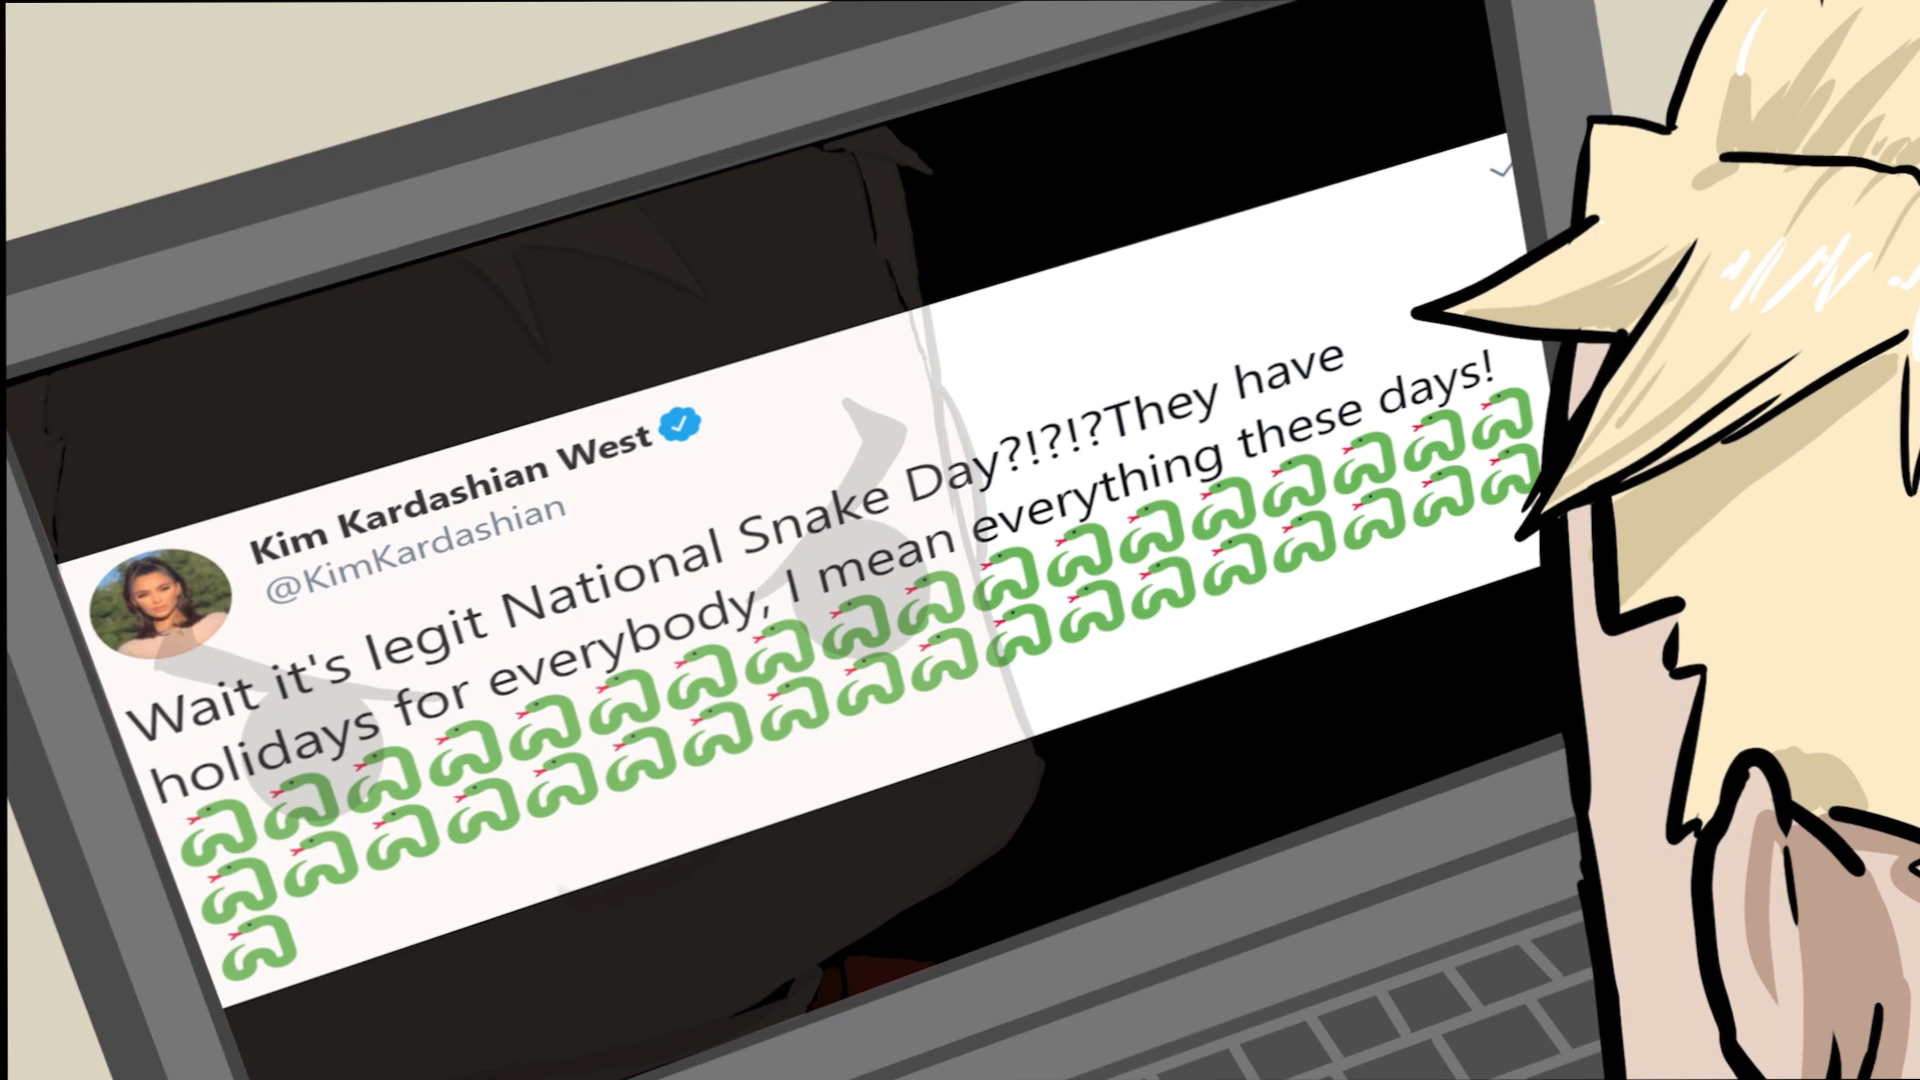 Kim Kardashian West
@KimKardashian
Wait it's legit National Snake Day?!?!?They have
holidays for everybody, I mean everything these days!
🐍🐍🐍🐍🐍🐍🐍🐍🐍🐍🐍🐍🐍🐍🐍🐍🐍🐍
🐍🐍🐍🐍🐍🐍🐍🐍🐍🐍🐍🐍🐍🐍🐍🐍🐍🐍
🐍